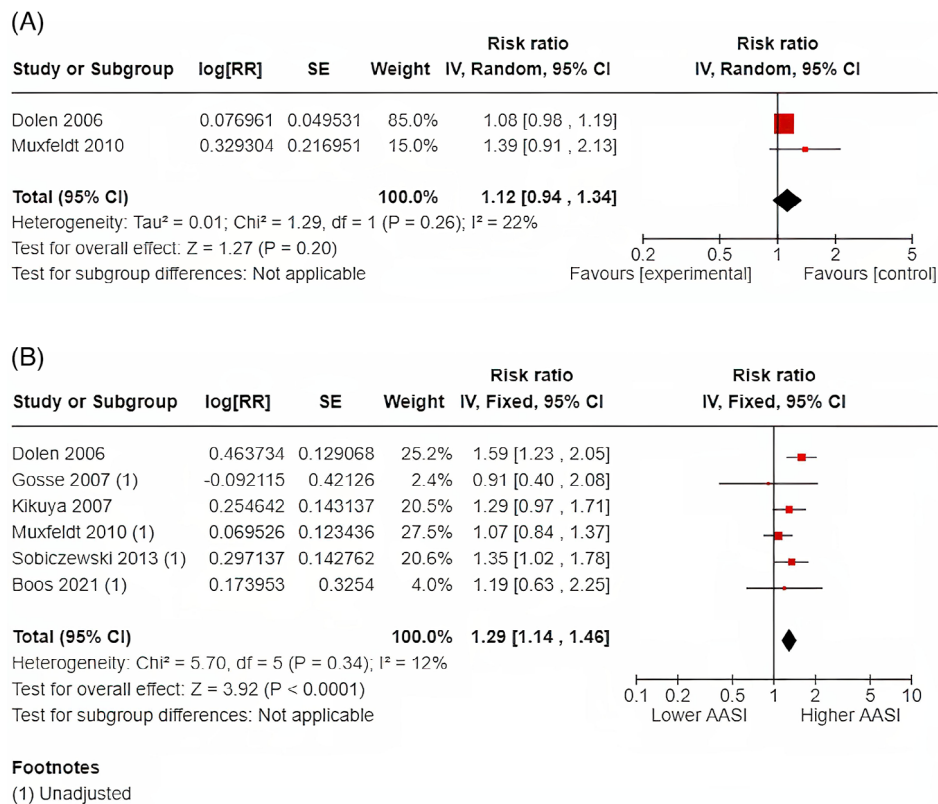 (A)
Risk ratio Risk ratio
Study or Subgroup log[RR] SE Weight IV, Random, 95% CI IV, Random, 95% CI
Dolen 2006 0.076961 0.049531 85.0% 1.08 [0.98 , 1.19]
Muxfeldt 2010 0.329304 0.216951 15.0% 1.39 [0.91 , 2.13]
Total (95% CI) 100.0% 1.12 [0.94 , 1.34]
Heterogeneity: Tau² = 0.01; Chi² = 1.29, df = 1 (P = 0.26); I² = 22%
Test for overall effect: Z = 1.27 (P = 0.20)
Test for subgroup differences: Not applicable
0.2 0.5 1 2 5
Favours [experimental] Favours [control]
(B)
Risk ratio Risk ratio
Study or Subgroup log[RR] SE Weight IV, Fixed, 95% CI IV, Fixed, 95% CI
Dolen 2006 0.463734 0.129068 25.2% 1.59 [1.23 , 2.05]
Gosse 2007 (1) -0.092115 0.42126 2.4% 0.91 [0.40 , 2.08]
Kikuya 2007 0.254642 0.143137 20.5% 1.29 [0.97 , 1.71]
Muxfeldt 2010 (1) 0.069526 0.123436 27.5% 1.07 [0.84 , 1.37]
Sobiczewski 2013 (1) 0.297137 0.142762 20.6% 1.35 [1.02 , 1.78]
Boos 2021 (1) 0.173953 0.3254 4.0% 1.19 [0.63 , 2.25]
Total (95% CI) 100.0% 1.29 [1.14 , 1.46]
Heterogeneity: Chi² = 5.70, df = 5 (P = 0.34); I² = 12%
Test for overall effect: Z = 3.92 (P < 0.0001)
Test for subgroup differences: Not applicable
0.1 0.2 0.5 1 2 5 10
Lower AASI Higher AASI
Footnotes
(1) Unadjusted